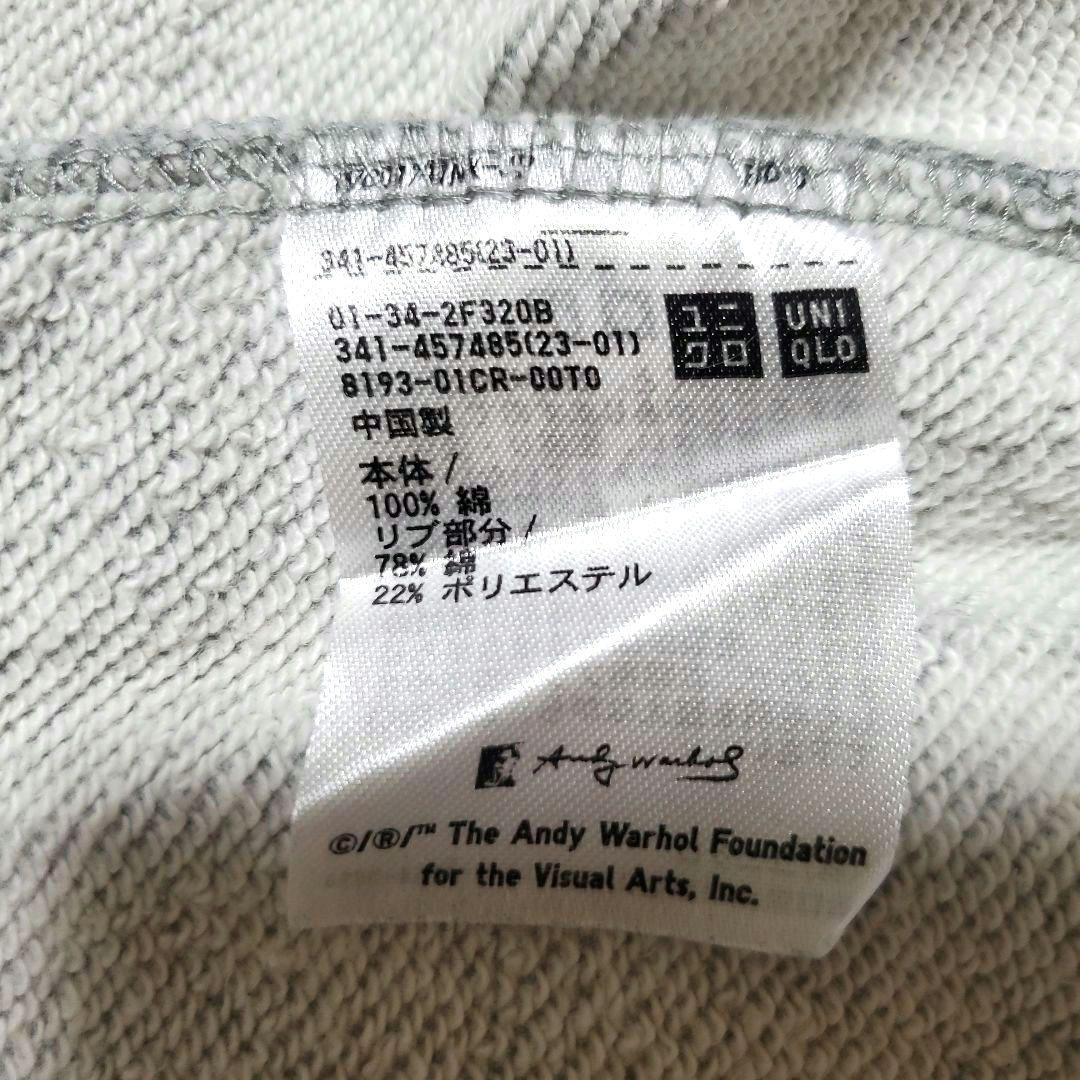 341-457485(23-01)
01-34-2F320B
341-457485(23-01)
8193-01CR-00T0
ユニクロ
UNIQLO
中国製
本体 /
100% 綿
リブ部分 /
78% 綿
22% ポリエステル
Andy Warhol
©/®/™ The Andy Warhol Foundation
for the Visual Arts, Inc.